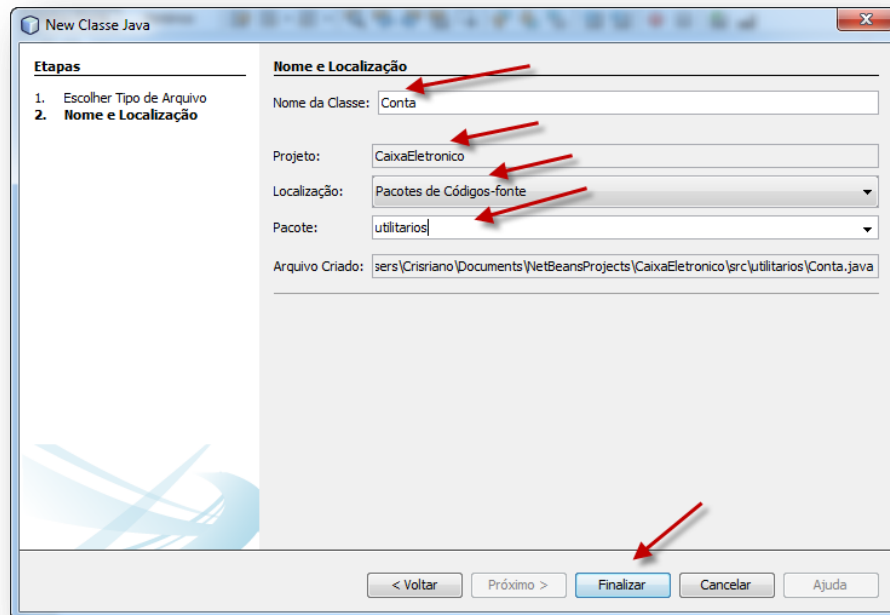 New Classe Java
Etapas
1. Escolher Tipo de Arquivo
2. Nome e Localização
Nome e Localização
Nome da Classe: Conta
Projeto: CaixaEletronico
Localização: Pacotes de Códigos-fonte
Pacote: utilitarios
Arquivo Criado: sers\Crisriano\Documents\NetBeansProjects\CaixaEletronico\src\utilitarios\Conta.java
< Voltar Próximo > Finalizar Cancelar Ajuda